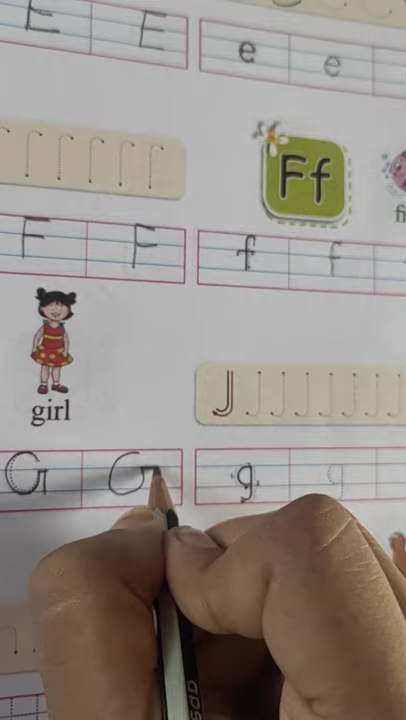 E E e e
Ff
F F f f
girl
J
G G g g